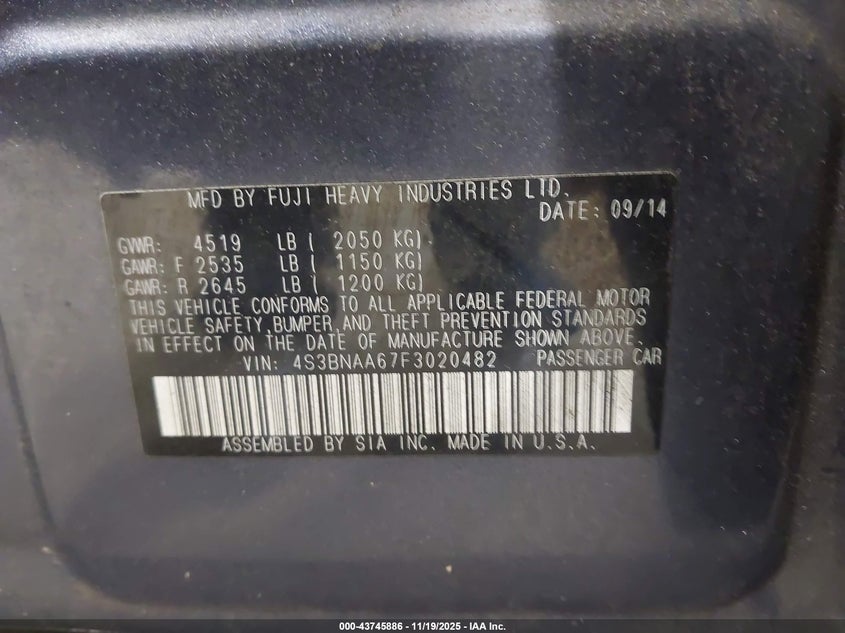 MFD BY FUJI HEAVY INDUSTRIES LTD.
DATE: 09/14
GVWR: 4519 LB ( 2050 KG)
GAWR: F 2535 LB ( 1150 KG)
GAWR: R 2645 LB ( 1200 KG)
THIS VEHICLE CONFORMS TO ALL APPLICABLE FEDERAL MOTOR
VEHICLE SAFETY, BUMPER, AND THEFT PREVENTION STANDARDS
IN EFFECT ON THE DATE OF MANUFACTURE SHOWN ABOVE.
VIN: 4S3BNAA67F3020482 PASSENGER CAR
ASSEMBLED BY SIA INC. MADE IN U.S.A.
000-43745886 - 11/19/2025 - IAA Inc.